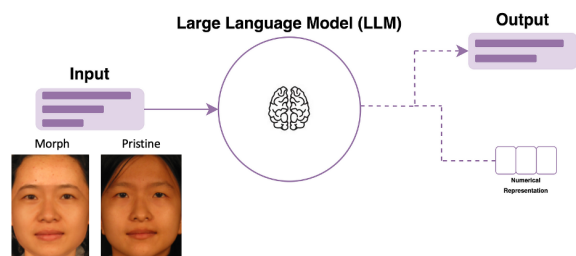 Large Language Model (LLM)
Output
Input
Morph
Pristine
Numerical
Representation